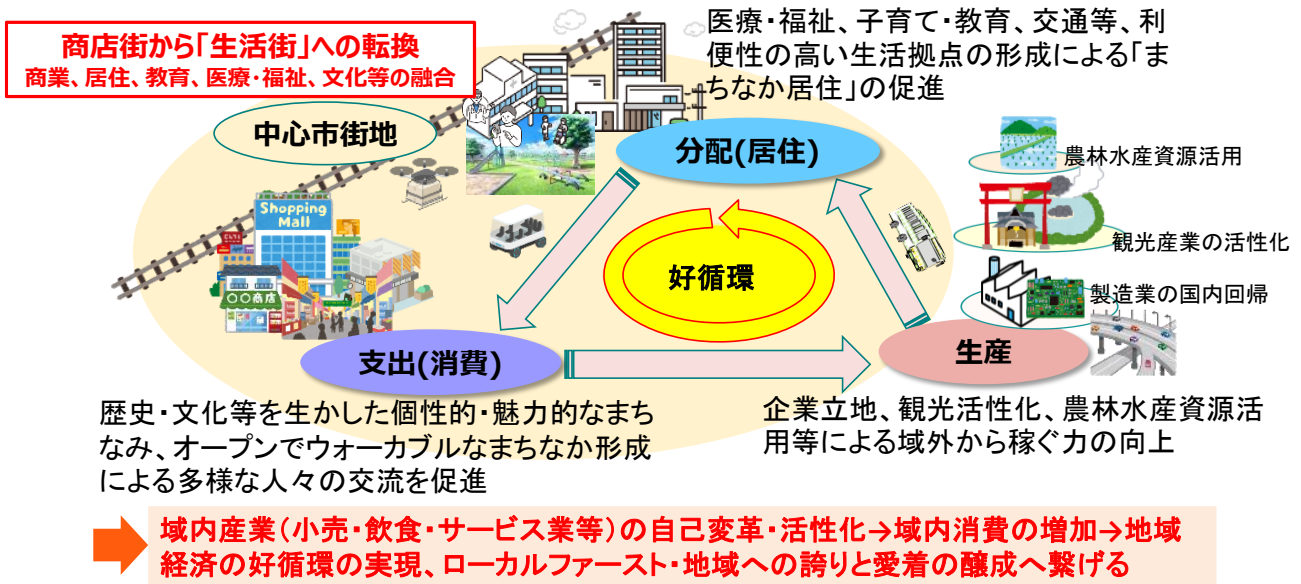 商店街から「生活街」への転換
商業、居住、教育、医療・福祉、文化等の融合
医療・福祉、子育て・教育、交通等、利
便性の高い生活拠点の形成による「ま
ちなか居住」の促進
中心市街地
分配(居住)
農林水産資源活用
観光産業の活性化
製造業の国内回帰
Shopping
Mall
〇〇商店
好循環
支出(消費)
生産
歴史・文化等を生かした個性的・魅力的なまち
なみ、オープンでウォーカブルなまちなか形成
による多様な人々の交流を促進
企業立地、観光活性化、農林水産資源活
用等による域外から稼ぐ力の向上
域内産業（小売・飲食・サービス業等）の自己変革・活性化→域内消費の増加→地域
経済の好循環の実現、ローカルファースト・地域への誇りと愛着の醸成へ繋げる